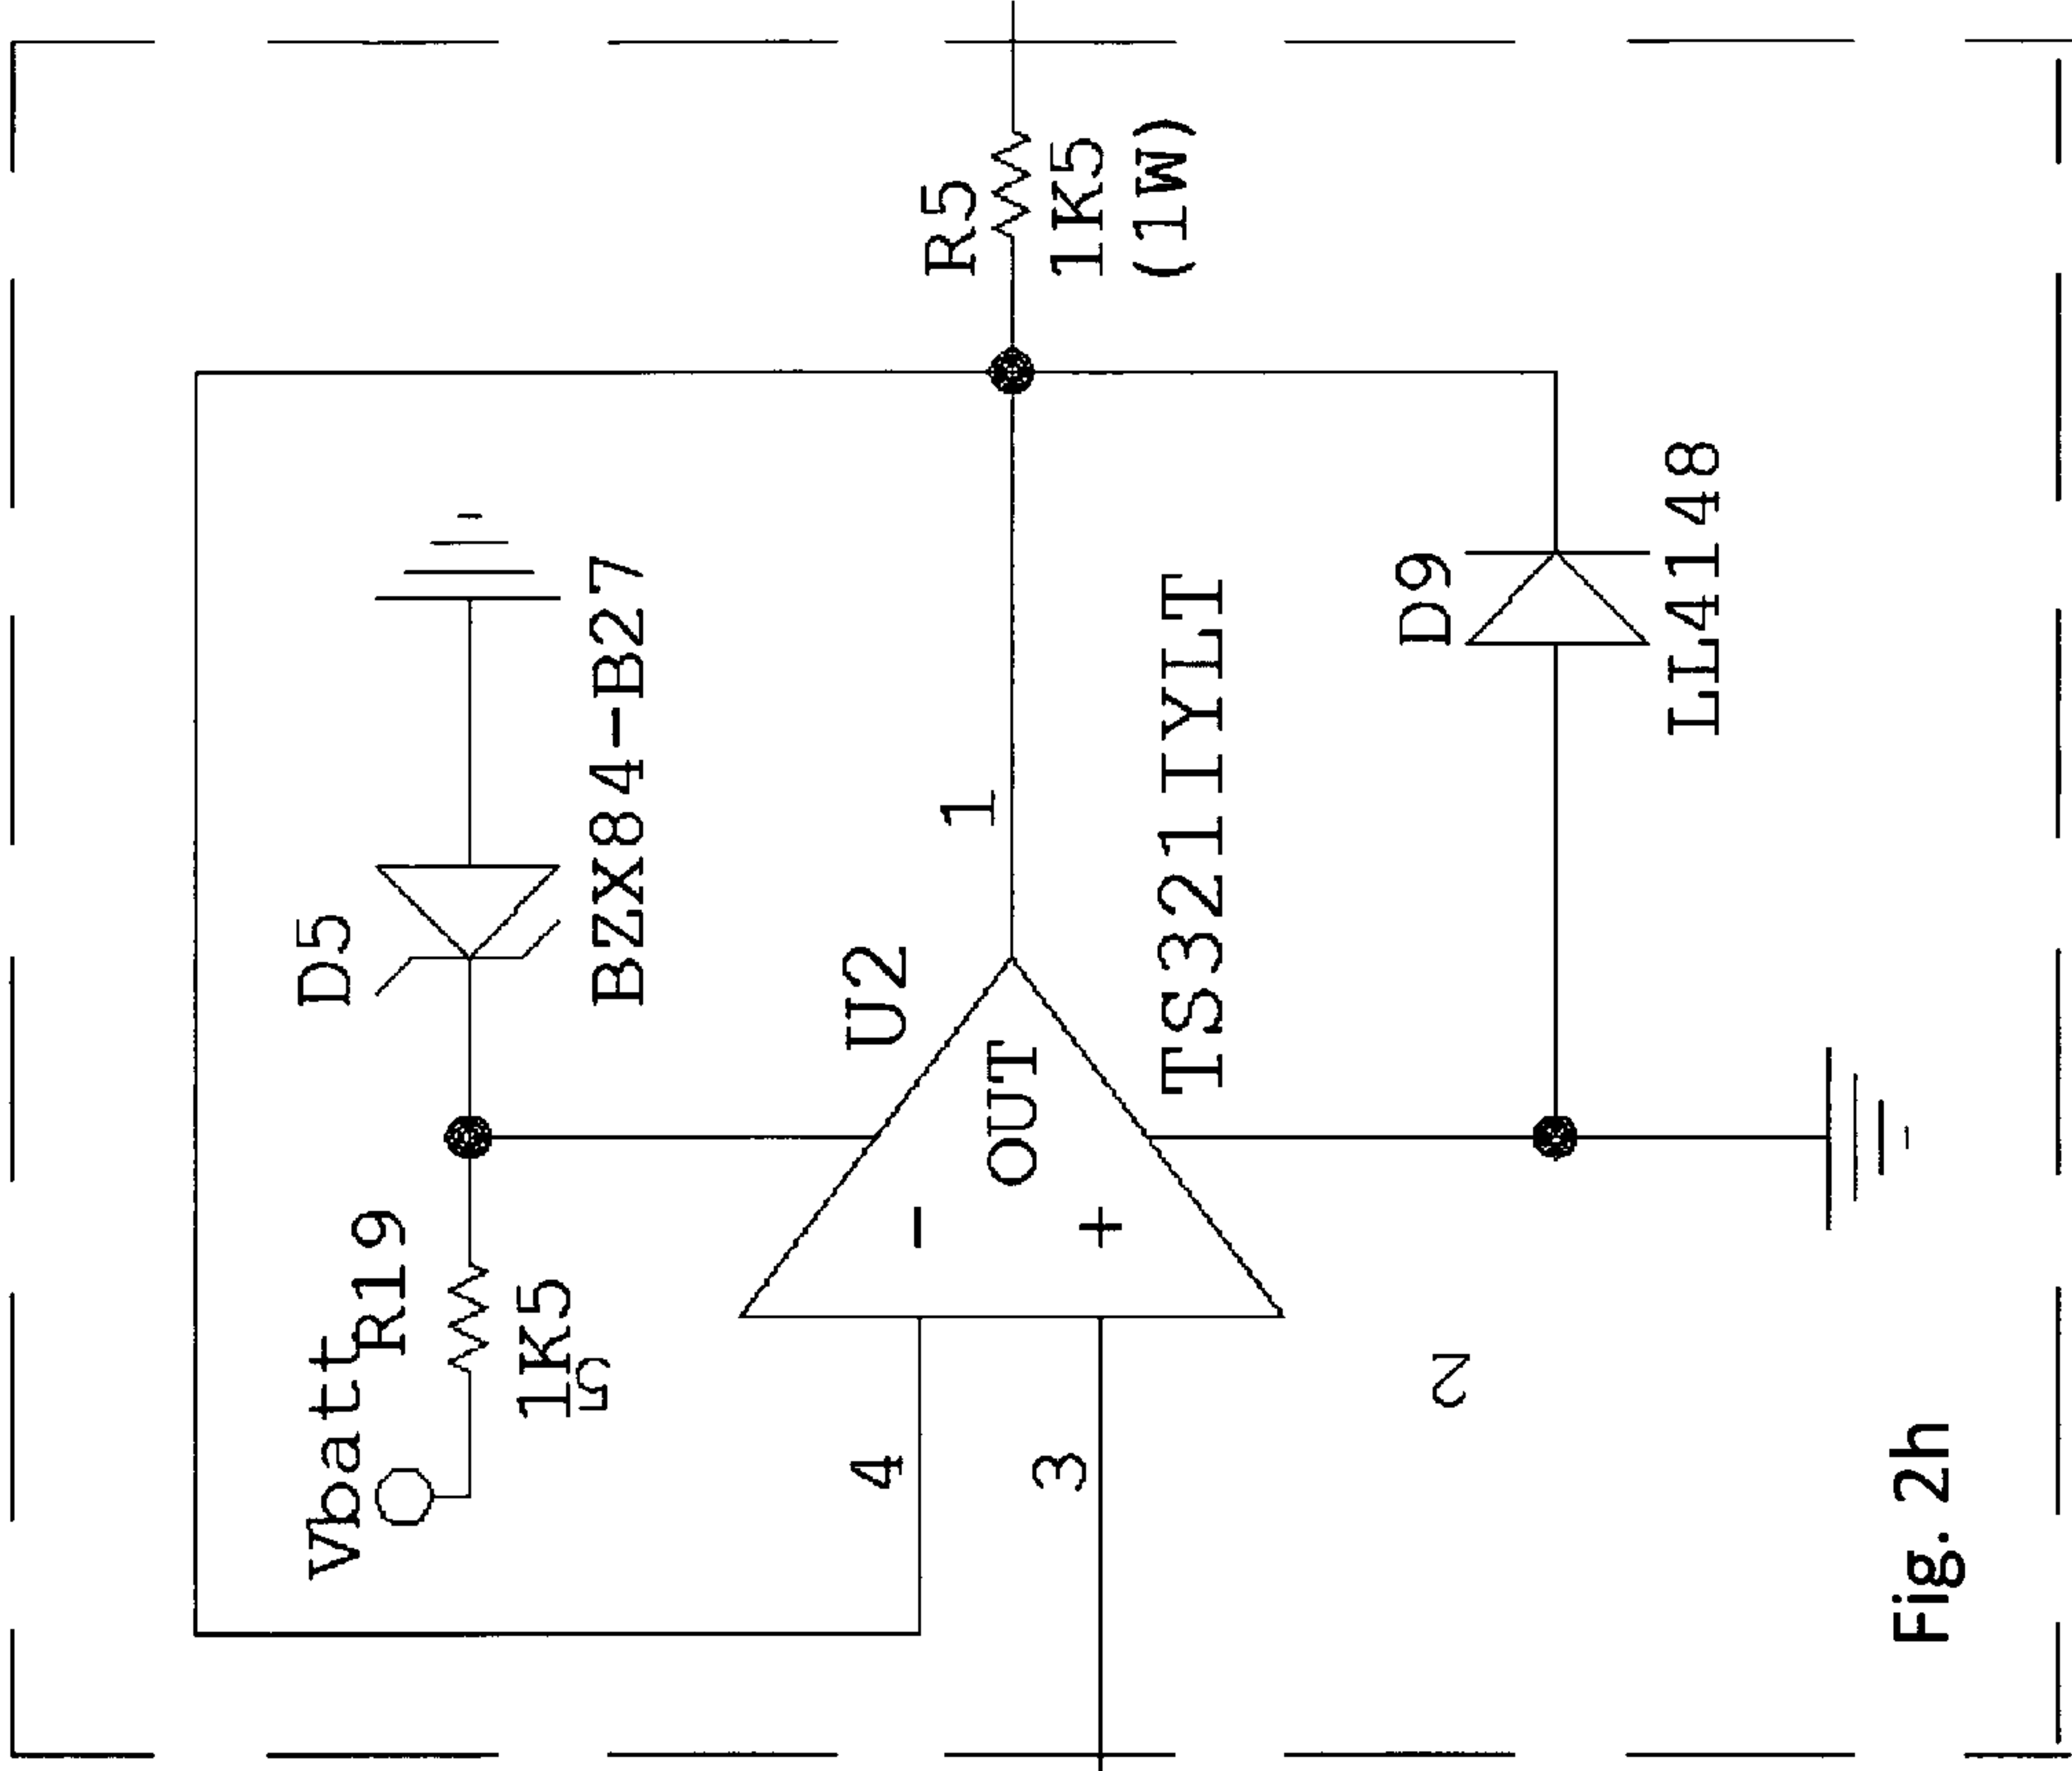 Vbatt
R19
1K5
5
D5
BZX84-B27
4
3
U2
-
+
OUT
1
TS321IYLT
2
R5
1K5
(1W)
D9
LL4148
Fig. 2h